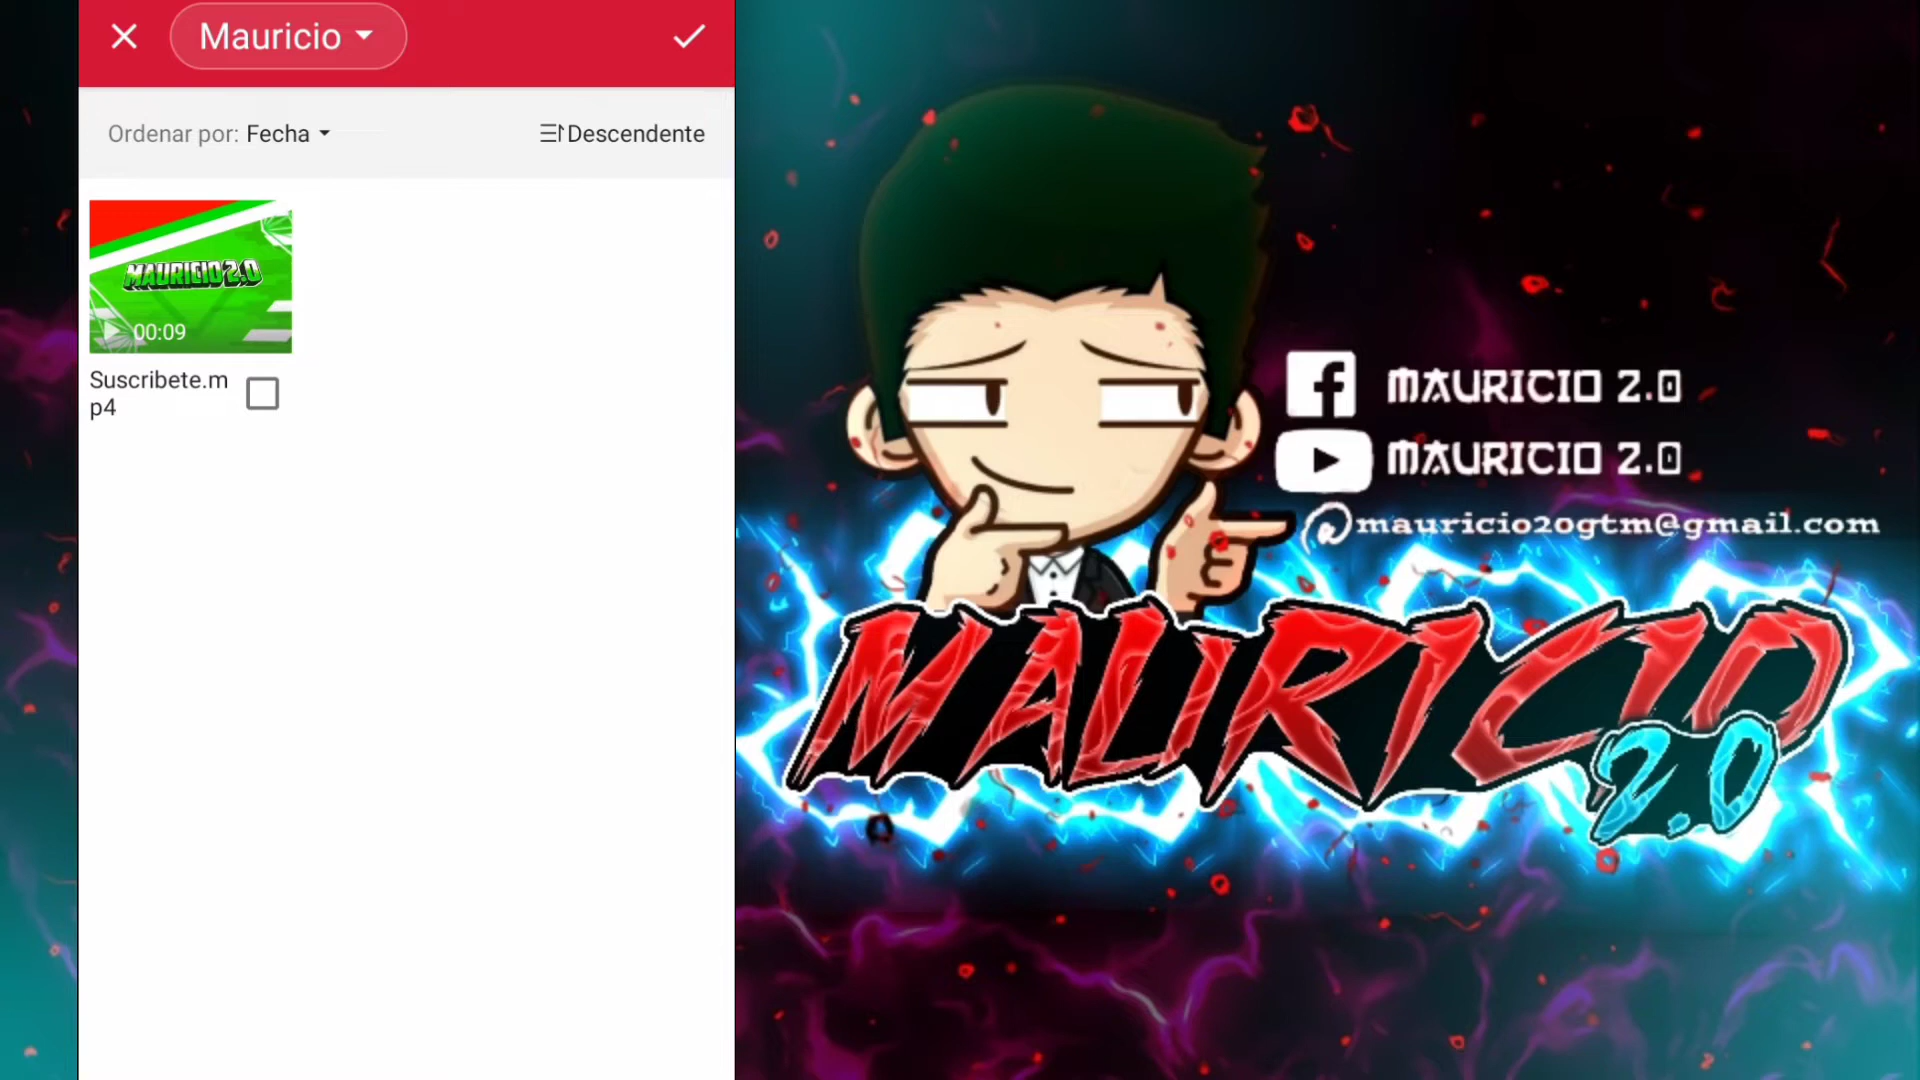 Mauricio
Ordenar por: Fecha
Descendente
MAURICIO 2.0
00:09
Suscribete.m
p4
MAURICIO 2.0
MAURICIO 2.0
@mauricio20gtm@gmail.com
MAURICIO
2.0